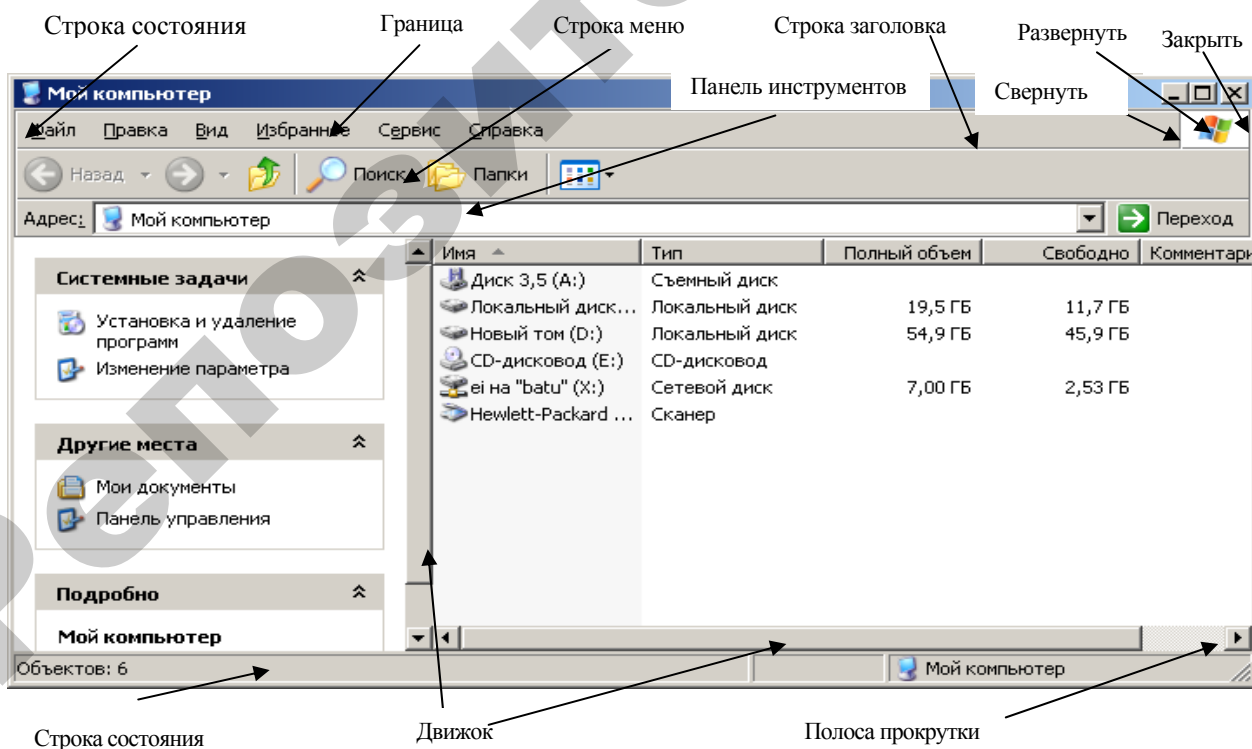 Строка состояния
Граница
Строка меню
Строка заголовка
Развернуть
Закрыть
Мой компьютер
Панель инструментов
Свернуть
Файл Правка Вид Избранное Сервис Справка
Назад Поиск Папки
Адрес: Мой компьютер Переход
Системные задачи
Установка и удаление
программ
Изменение параметра
Другие места
Мои документы
Панель управления
Подробно
Мой компьютер
Имя Тип Полный объем Свободно Комментари
Диск 3,5 (A:) Съемный диск
Локальный диск... Локальный диск 19,5 ГБ 11,7 ГБ
Новый том (D:) Локальный диск 54,9 ГБ 45,9 ГБ
CD-дисковод (E:) CD-дисковод
ei на "batu" (X:) Сетевой диск 7,00 ГБ 2,53 ГБ
Hewlett-Packard ... Сканер
Объектов: 6 Мой компьютер
Строка состояния
Движок
Полоса прокрутки
Репозито